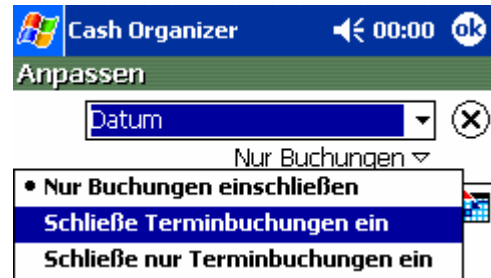 Cash Organizer 00:00 ok
Anpassen
Datum
Nur Buchungen
Nur Buchungen einschließen
Schließe Terminbuchungen ein
Schließe nur Terminbuchungen ein